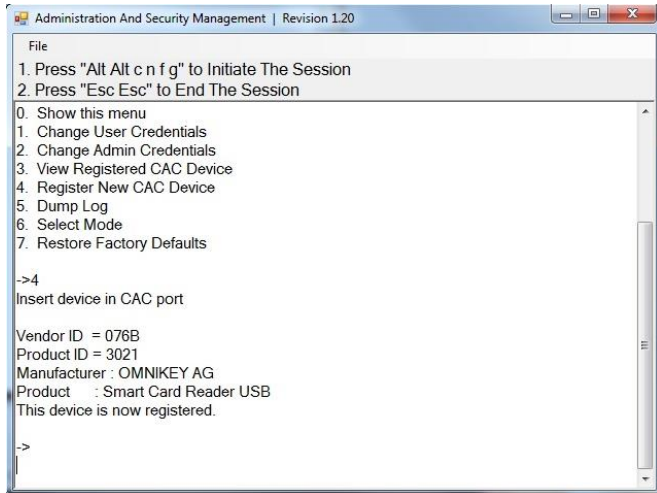 Administration And Security Management | Revision 1.20
File
1. Press "Alt Alt c n f g" to Initiate The Session
2. Press "Esc Esc" to End The Session
0. Show this menu
1. Change User Credentials
2. Change Admin Credentials
3. View Registered CAC Device
4. Register New CAC Device
5. Dump Log
6. Select Mode
7. Restore Factory Defaults
->4
Insert device in CAC port
Vendor ID = 076B
Product ID = 3021
Manufacturer : OMNIKEY AG
Product : Smart Card Reader USB
This device is now registered.
->